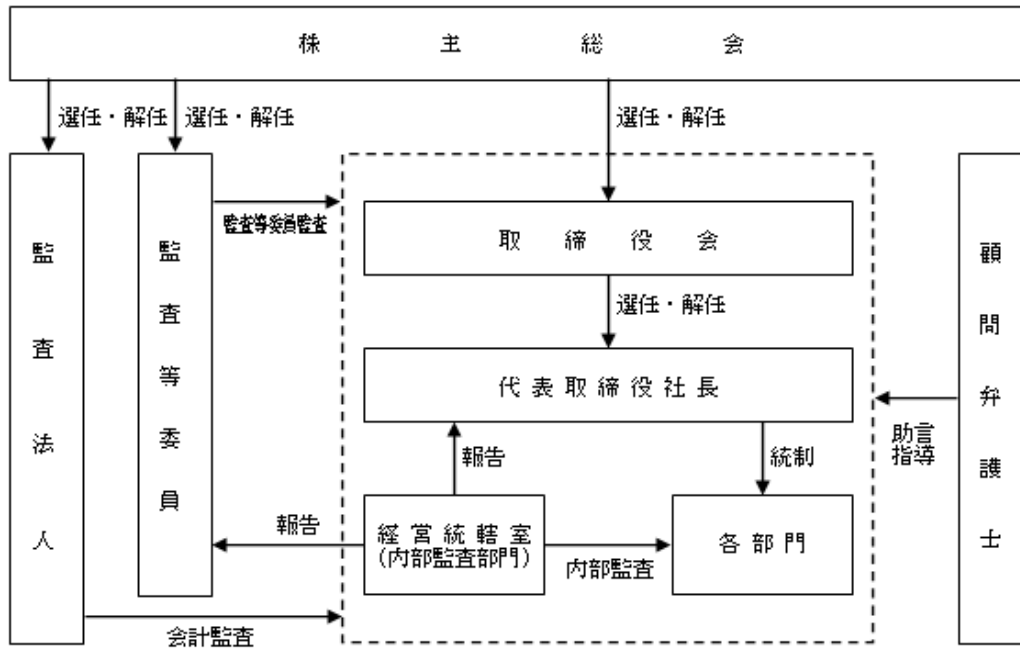 株主総会
選任・解任
選任・解任
選任・解任
監査法人
監査等委員
監査等委員監査
取締役会
顧問弁護士
選任・解任
代表取締役社長
助言
指導
報告
統制
報告
経営統轄室
(内部監査部門)
内部監査
各部門
会計監査